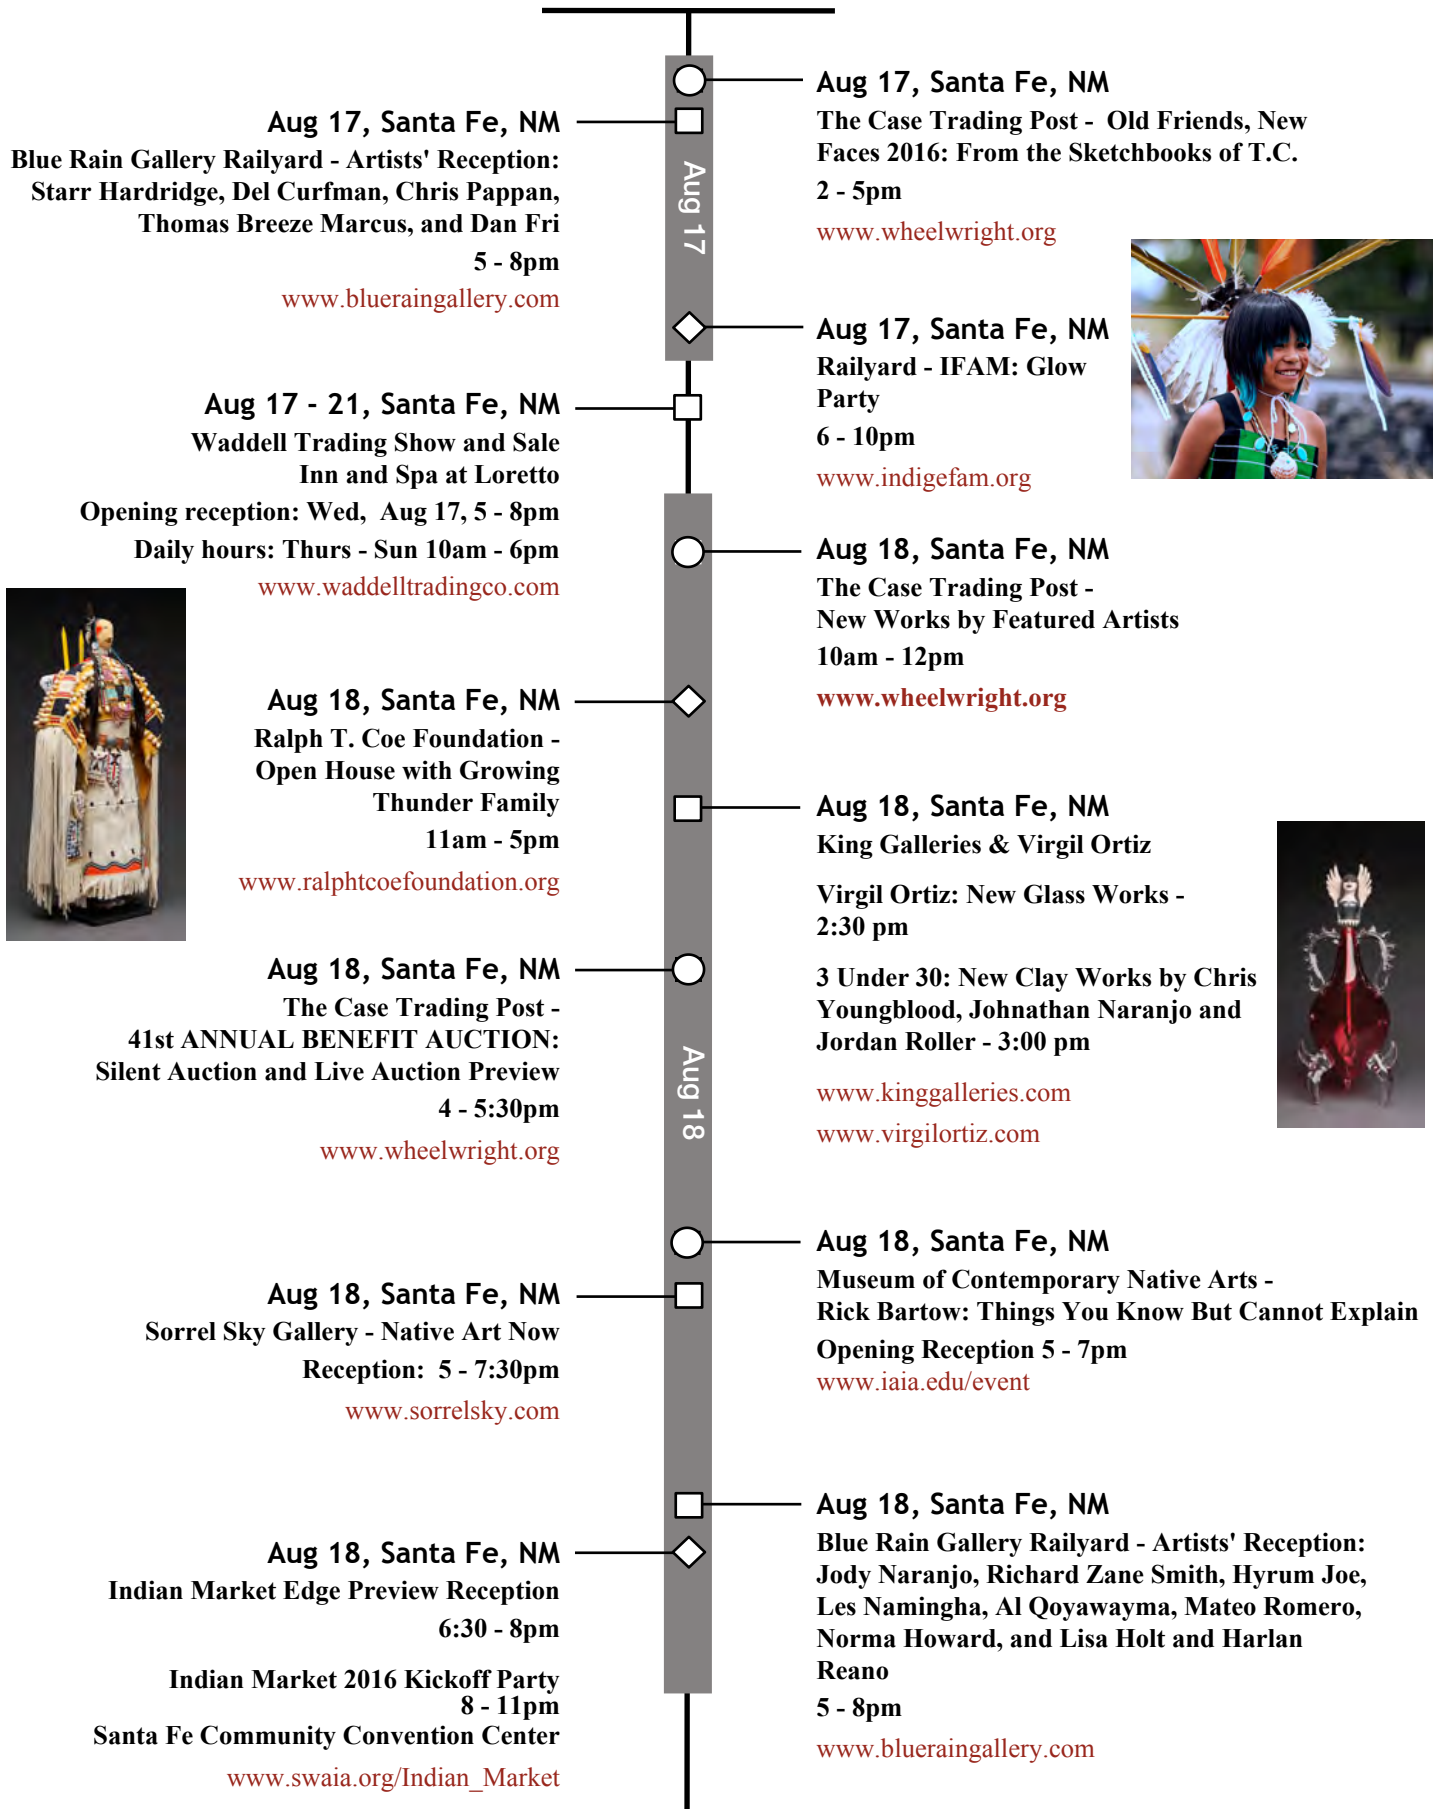 Aug 17, Santa Fe, NM
The Case Trading Post -  Old Friends, New
Faces 2016: From the Sketchbooks of T.C.
2 - 5pm
www.wheelwright.org
Aug 17, Santa Fe, NM
Blue Rain Gallery Railyard - Artists' Reception:
Starr Hardridge, Del Curfman, Chris Pappan,
Thomas Breeze Marcus, and Dan Fri
5 - 8pm
www.blueraingallery.com
Aug 17
Aug 17, Santa Fe, NM
Railyard - IFAM: Glow
Party
6 - 10pm
www.indigefam.org
Aug 17 - 21, Santa Fe, NM
Waddell Trading Show and Sale
Inn and Spa at Loretto
Opening reception: Wed,  Aug 17, 5 - 8pm
Daily hours: Thurs - Sun 10am - 6pm
www.waddelltradingco.com
Aug 18, Santa Fe, NM
The Case Trading Post -
New Works by Featured Artists
10am - 12pm
www.wheelwright.org
Aug 18, Santa Fe, NM
Ralph T. Coe Foundation -
Open House with Growing
Thunder Family
11am - 5pm
www.ralphtcoefoundation.org
Aug 18, Santa Fe, NM
King Galleries & Virgil Ortiz
Virgil Ortiz: New Glass Works -
2:30 pm
3 Under 30: New Clay Works by Chris
Youngblood, Johnathan Naranjo and
Jordan Roller - 3:00 pm
www.kinggalleries.com
www.virgilortiz.com
Aug 18, Santa Fe, NM
The Case Trading Post -
41st ANNUAL BENEFIT AUCTION:
Silent Auction and Live Auction Preview
4 - 5:30pm
www.wheelwright.org
Aug 18
Aug 18, Santa Fe, NM
Museum of Contemporary Native Arts -
Rick Bartow: Things You Know But Cannot Explain
Opening Reception 5 - 7pm
www.iaia.edu/event
Aug 18, Santa Fe, NM
Sorrel Sky Gallery - Native Art Now
Reception:  5 - 7:30pm
www.sorrelsky.com
Aug 18, Santa Fe, NM
Blue Rain Gallery Railyard - Artists' Reception:
Jody Naranjo, Richard Zane Smith, Hyrum Joe,
Les Namingha, Al Qoyawayma, Mateo Romero,
Norma Howard, and Lisa Holt and Harlan
Reano
5 - 8pm
www.blueraingallery.com
Aug 18, Santa Fe, NM
Indian Market Edge Preview Reception
6:30 - 8pm
Indian Market 2016 Kickoff Party
8 - 11pm
Santa Fe Community Convention Center
www.swaia.org/Indian_Market